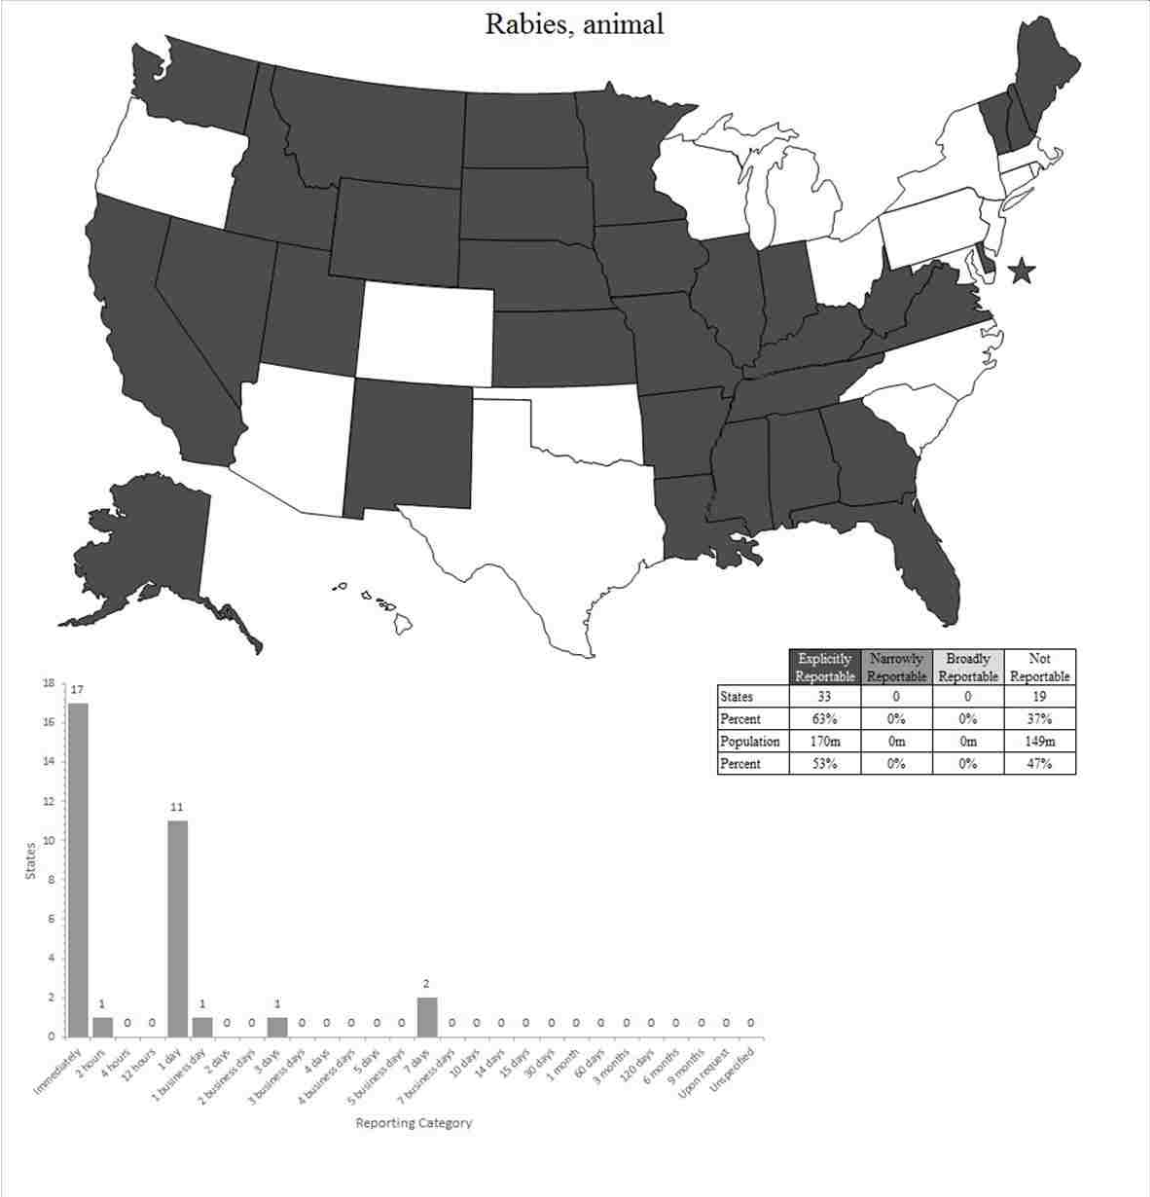 Rabies, animal
Explicitly Reportable Narrowly Reportable Broadly Reportable Not Reportable
States 33 0 0 19
Percent 63% 0% 0% 37%
Population 170m 0m 0m 149m
Percent 53% 0% 0% 47%
18
16
14
12
10
8
6
4
2
0
States
17
1
0
0
11
1
0
0
1
0
0
0
0
0
2
0
0
0
0
0
0
0
0
0
0
0
0
0
Immediately
2 hours
4 hours
12 hours
1 day
1 business day
2 days
2 business days
3 days
3 business days
4 days
4 business days
5 days
5 business days
7 days
7 business days
10 days
14 days
15 days
30 days
1 month
60 days
3 months
120 days
6 months
9 months
Upon request
Unspecified
Reporting Category